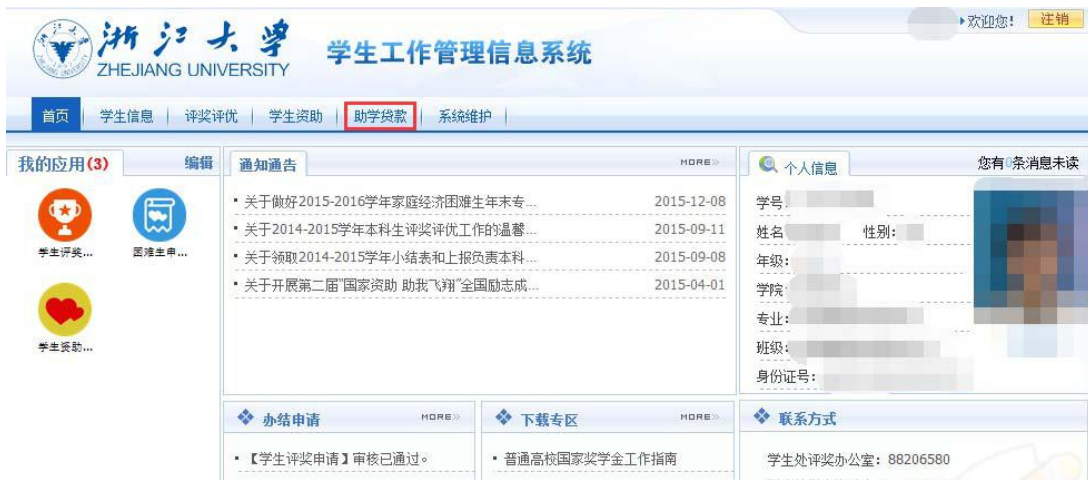 浙江大学
ZHEJIANG UNIVERSITY
学生工作管理信息系统
欢迎您! 注销
首页 学生信息 评奖评优 学生资助 助学贷款 系统维护
我的应用(3) 编辑
学生评奖...
困难生申...
学生资助...
通知通告 MORE
关于做好2015-2016学年家庭经济困难生年末专... 2015-12-08
关于2014-2015学年本科生评奖评优工作的温馨... 2015-09-11
关于领取2014-2015学年小结表和上报负责本科... 2015-09-08
关于开展第二届"国家资助 助我飞翔"全国励志成... 2015-04-01
个人信息 您有0条消息未读
学号:
姓名 性别:
年级:
学院
专业:
班级:
身份证号:
办结申请 MORE
【学生评奖申请】审核已通过。
下载专区 MORE
普通高校国家奖学金工作指南
联系方式
学生处评奖办公室: 88206580